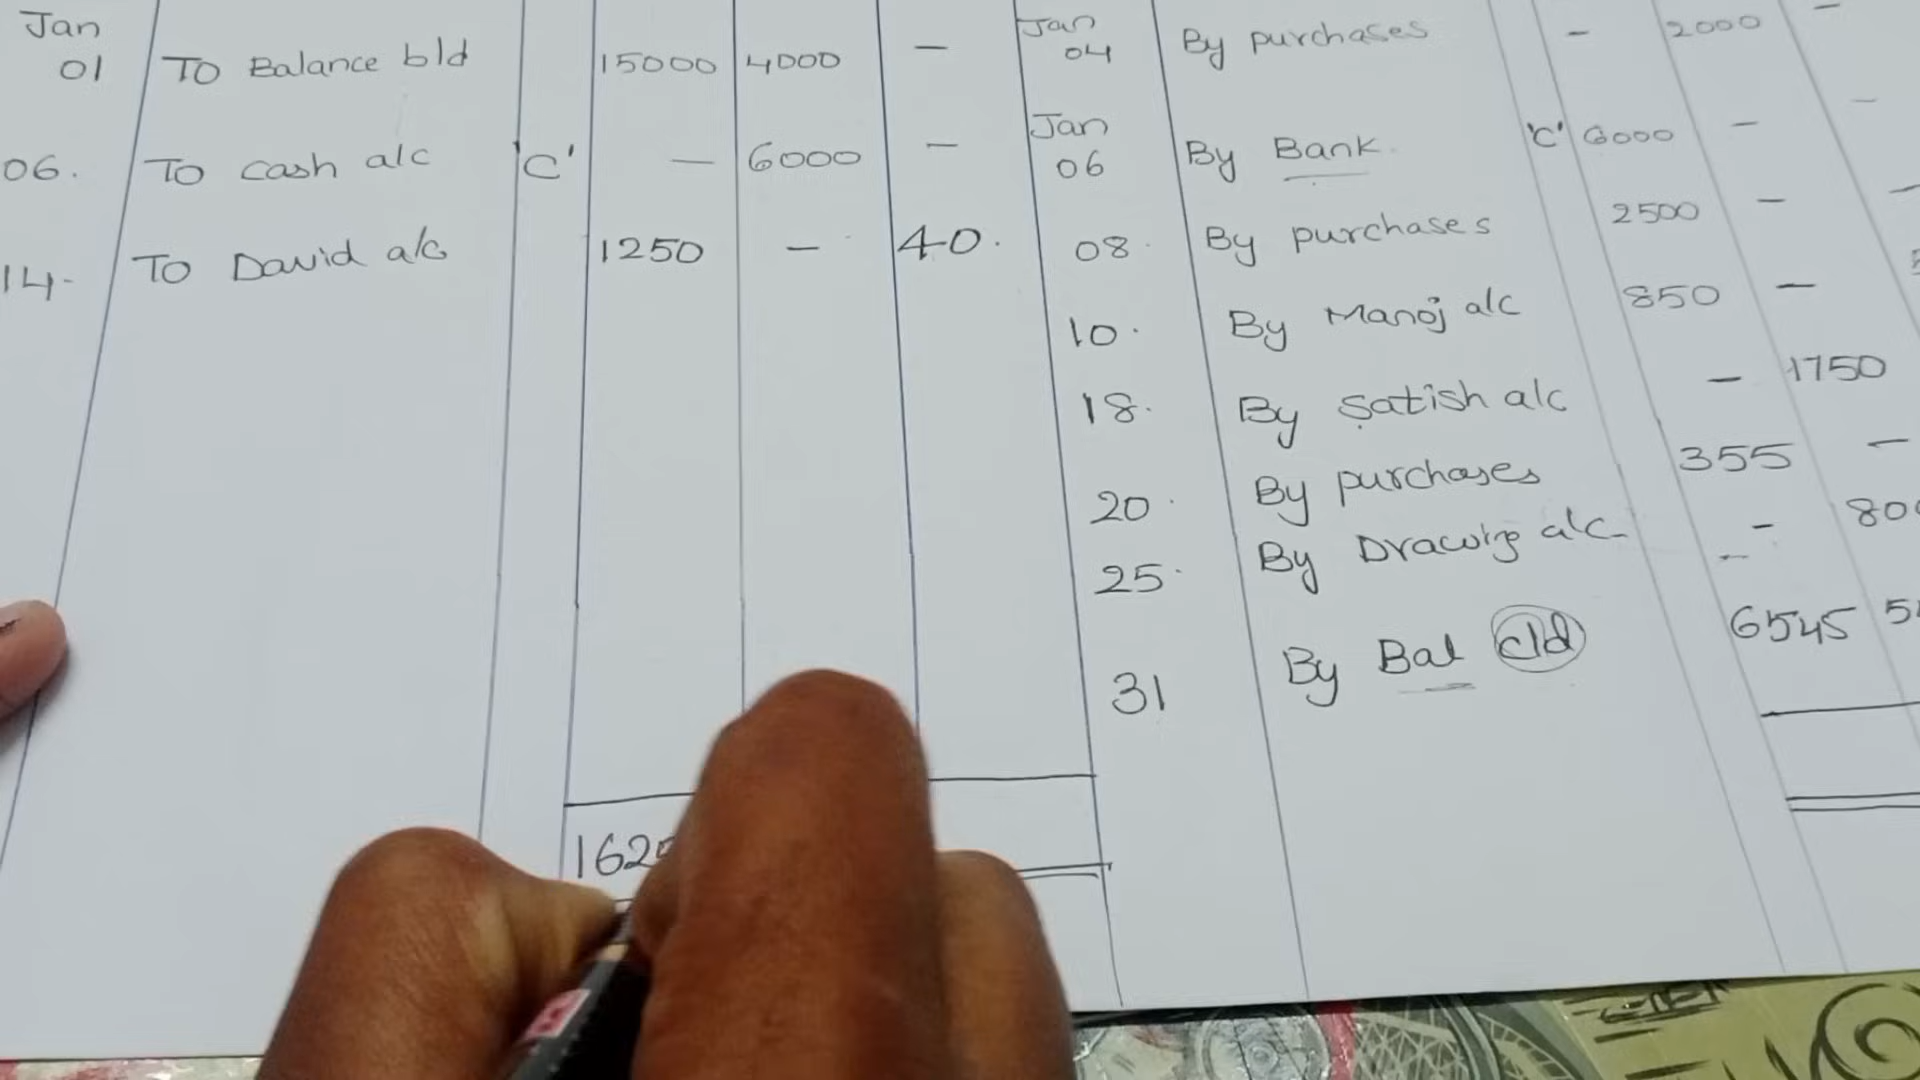 Jan
01 To Balance b/d 15000 4000 -
06. To cash a/c 'C' - 6000 -
14- To David a/c 1250 - 40.
162
Jan
04 By purchases - 2000 -
Jan
06 By Bank 'C' 6000 - -
08 By purchases 2500 - -
10. By Manoj a/c 850 -
18. By Satish a/c - 1750
20 By purchases 355 -
25 By a/c - 80
31 By Bal c/d 6545 5